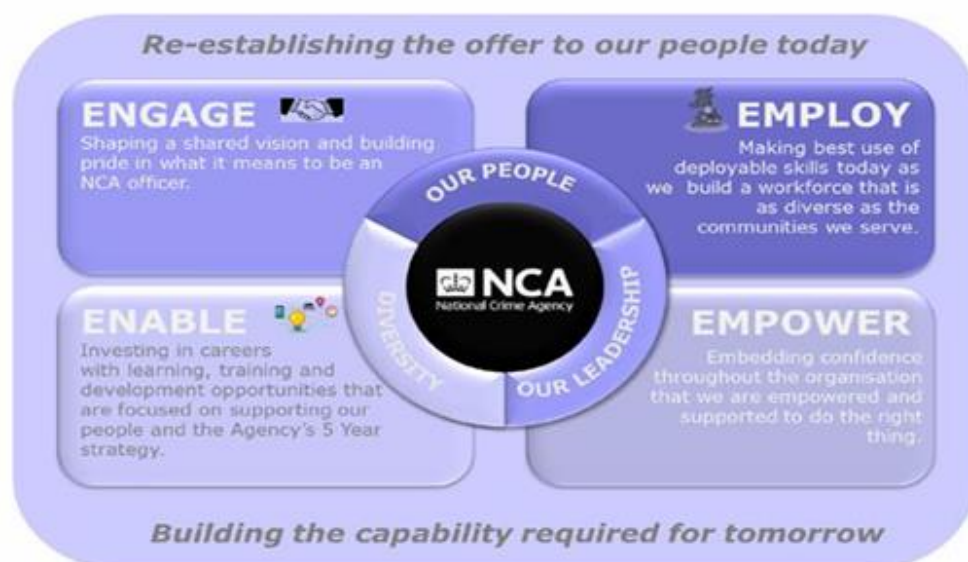 Re-establishing the offer to our people today
ENGAGE
Shaping a shared vision and building
pride in what it means to be an
NCA officer.
EMPLOY
Making best use of
deployable skills today as
we build a workforce that is
as diverse as the
communities we serve.
OUR PEOPLE
DIVERSITY
OUR LEADERSHIP
NCA
National Crime Agency
ENABLE
Investing in careers
with learning, training and
development opportunities that
are focused on supporting our
people and the Agency's 5 Year
strategy.
EMPOWER
Embedding confidence
throughout the organisation
that we are empowered and
supported to do the right
thing.
Building the capability required for tomorrow